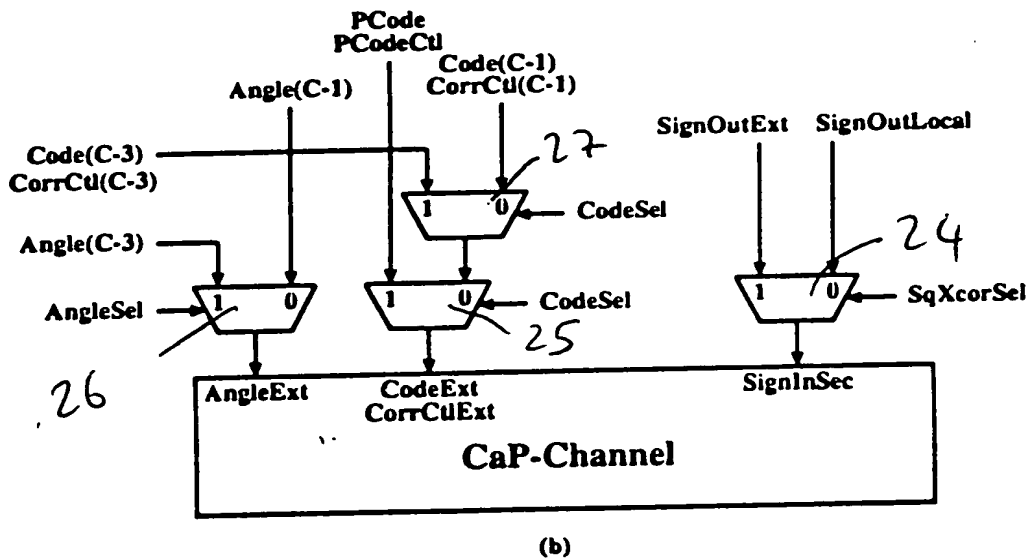 PCode
PCodeCtl
Code(C-1)
CorrCtl(C-1)
Angle(C-1)
SignOutExt
SignOutLocal
27
Code(C-3)
CorrCtl(C-3)
1
0
CodeSel
24
Angle(C-3)
1
0
1
0
1
0
AngleSel
CodeSel
SqXcorSel
25
26
AngleExt
CodeExt
CorrCtlExt
SignInSec
CaP-Channel
(b)